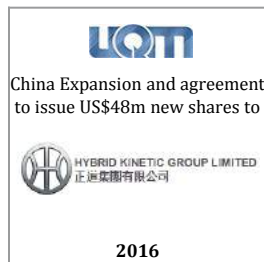 UQM
China Expansion and agreement
to issue US$48m new shares to
HYBRID KINETIC GROUP LIMITED
正道集團有限公司
2016